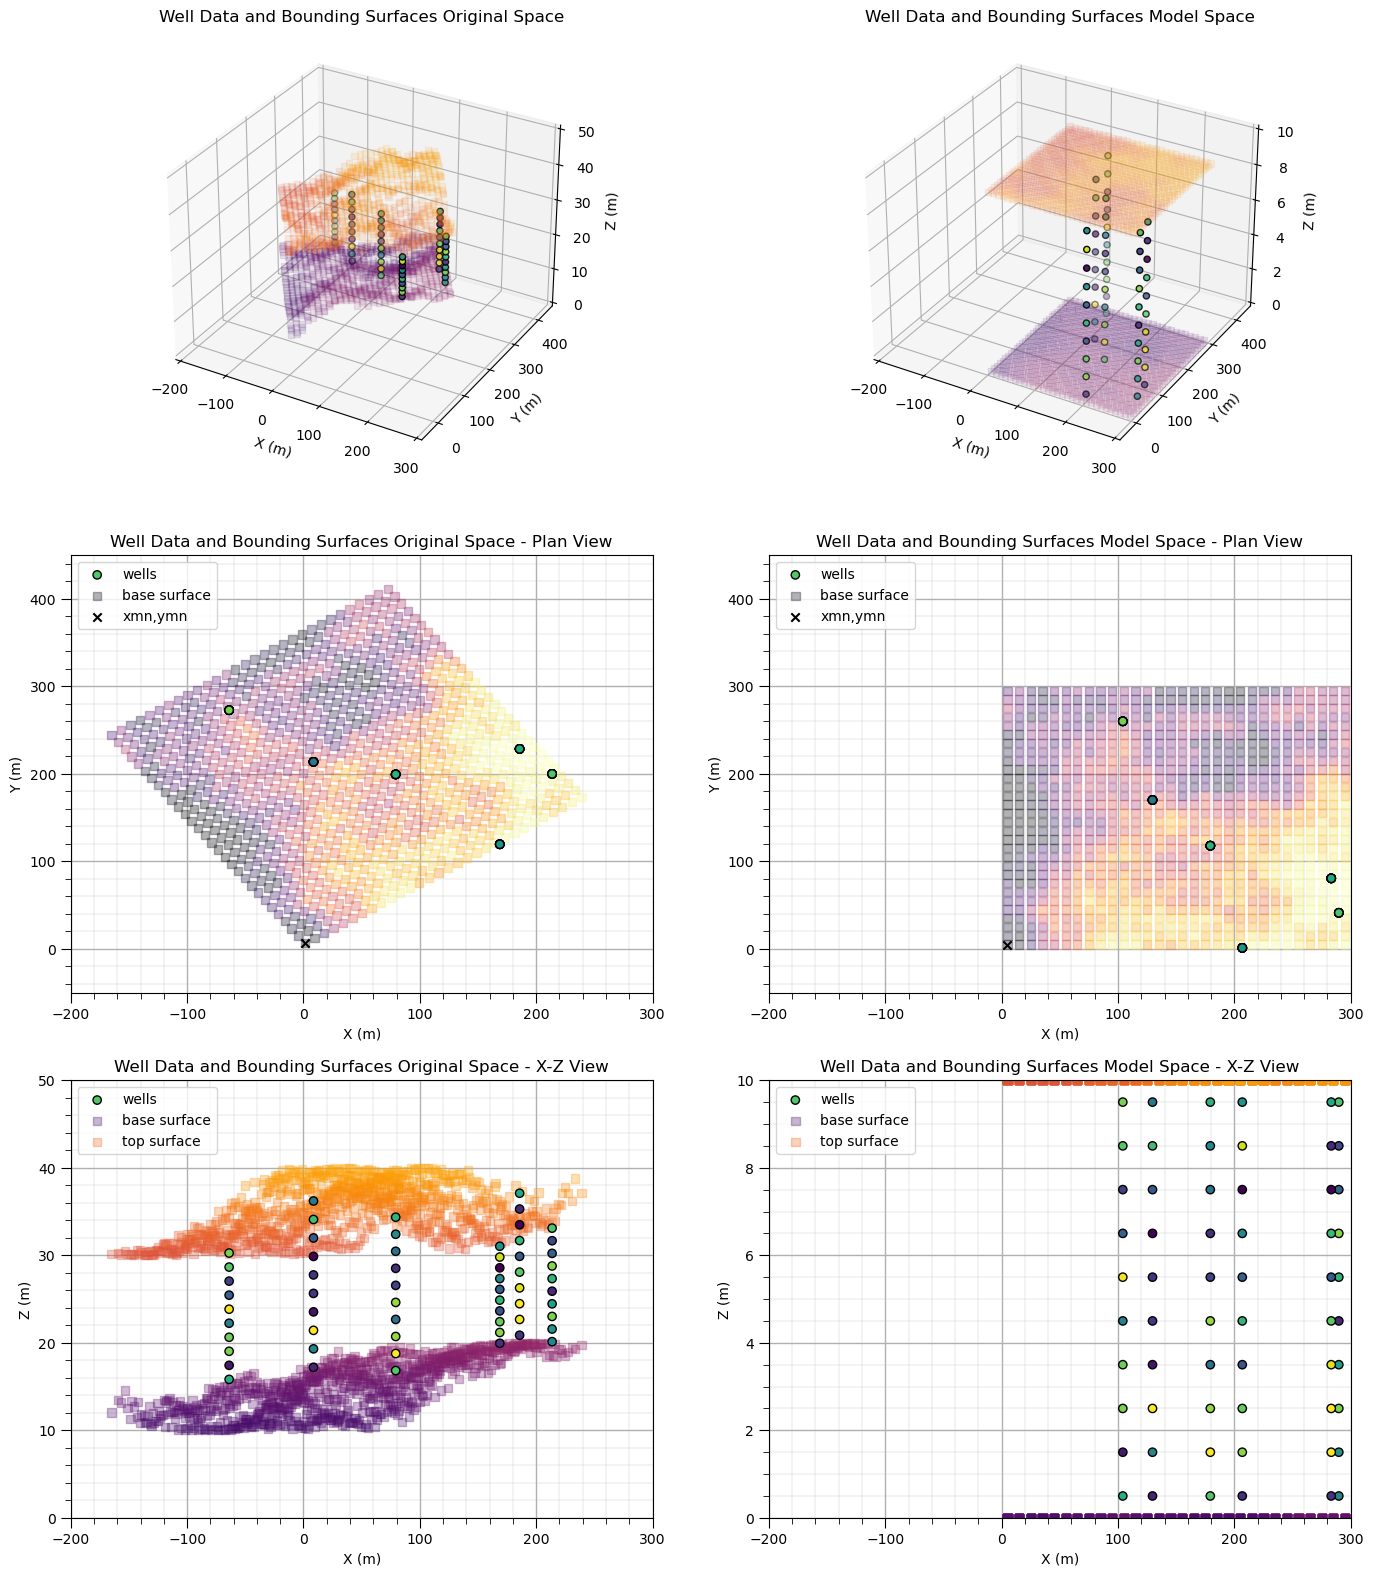 Well Data and Bounding Surfaces Original Space
50
40
30
20
10
0
Z (m)
400
300
200
100
0
Y (m)
−200
−100
0
100
200
300
X (m)
Well Data and Bounding Surfaces Model Space
10
8
6
4
2
0
Z (m)
400
300
200
100
0
Y (m)
−200
−100
0
100
200
300
X (m)
Well Data and Bounding Surfaces Original Space - Plan View
wells
base surface
xmn,ymn
400
300
200
100
0
Y (m)
−200 −100 0 100 200 300
X (m)
Well Data and Bounding Surfaces Model Space - Plan View
wells
base surface
xmn,ymn
400
300
200
100
0
Y (m)
−200 −100 0 100 200 300
X (m)
Well Data and Bounding Surfaces Original Space - X-Z View
wells
base surface
top surface
50
40
30
20
10
0
Z (m)
−200 −100 0 100 200 300
X (m)
Well Data and Bounding Surfaces Model Space - X-Z View
wells
base surface
top surface
10
8
6
4
2
0
Z (m)
−200 −100 0 100 200 300
X (m)